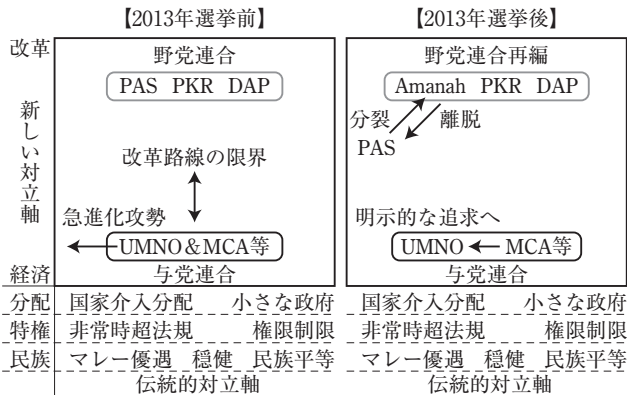 【2013年選挙前】
改革
野党連合
PAS PKR DAP
新しい対立軸
改革路線の限界
急進化攻勢
UMNO&MCA等
経済
与党連合
【2013年選挙後】
野党連合再編
Amanah PKR DAP
分裂 離脱
PAS
明示的な追求へ
UMNO MCA等
与党連合
分配 国家介入分配 小さな政府 国家介入分配 小さな政府
特権 非常時超法規 権限制限 非常時超法規 権限制限
民族 マレー優遇 穏健 民族平等 マレー優遇 穏健 民族平等
伝統的対立軸 伝統的対立軸